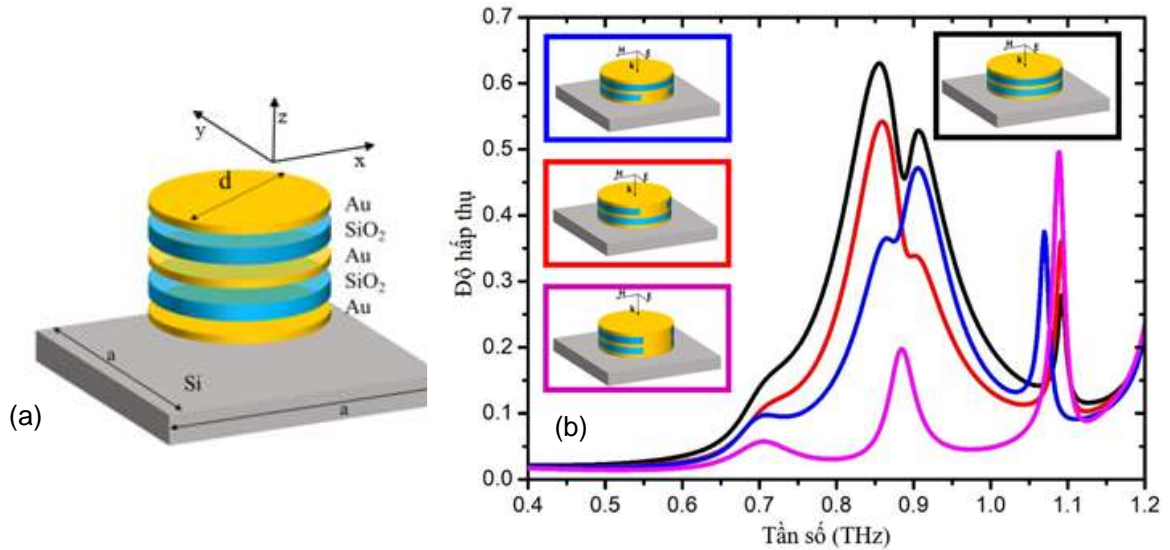 (a)
z
y
x
d
Au
SiO₂
Au
SiO₂
Au
a
Si
a
(b)
Độ hấp thụ
0.7
0.6
0.5
0.4
0.3
0.2
0.1
0.0
H
E
k
H
E
k
H
E
k
H
E
k
0.4 0.5 0.6 0.7 0.8 0.9 1.0 1.1 1.2
Tần số (THz)